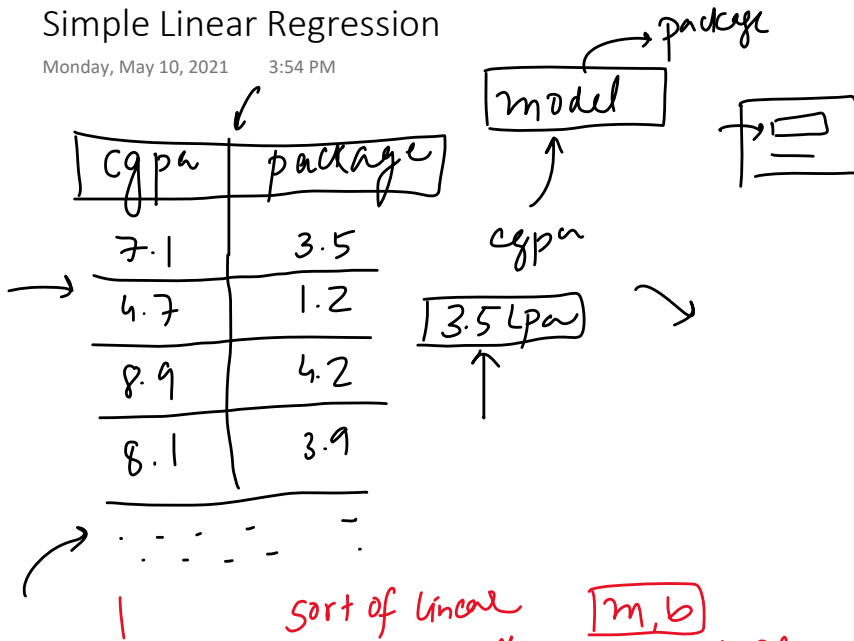 Simple Linear Regression
Monday, May 10, 2021 3:54 PM
package
model
cgpa package
7.1 3.5
cgpa
4.7 1.2
3.5 Lpa
8.9 4.2
8.1 3.9
sort of linear m, b